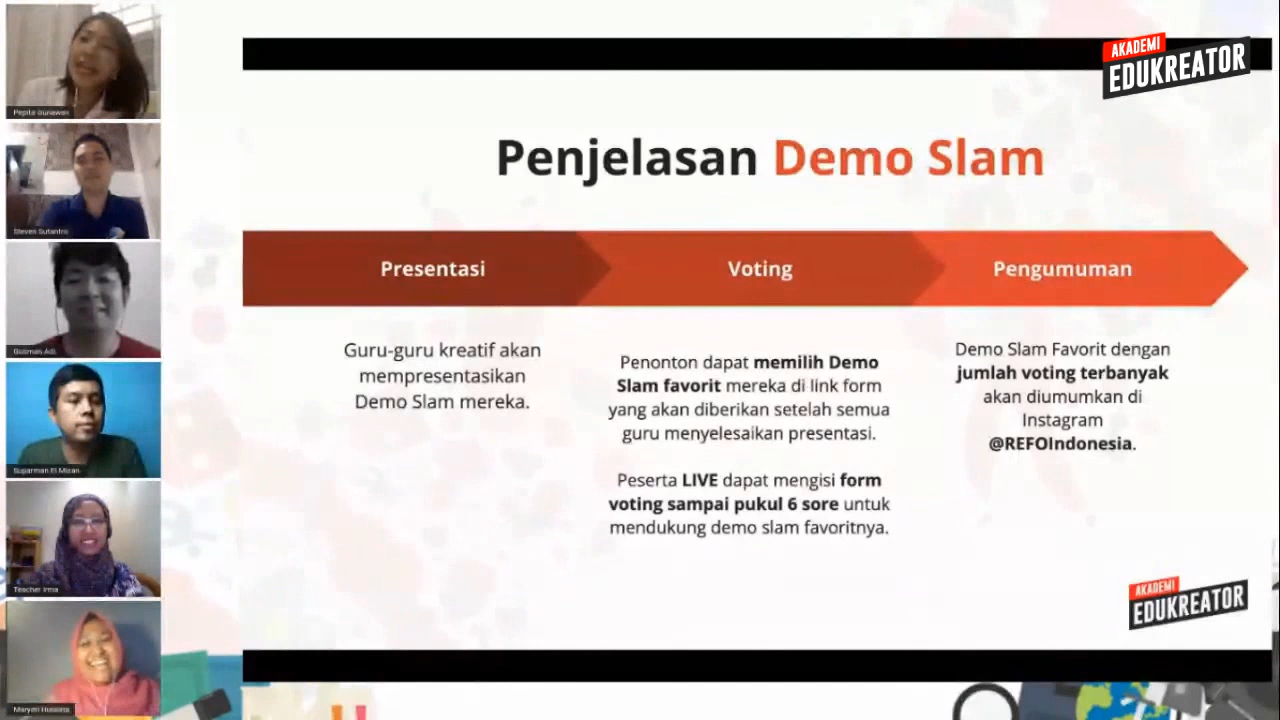 AKADEMI
EDUKREATOR
Penjelasan Demo Slam
Presentasi
Guru-guru kreatif akan
mempresentasikan
Demo Slam mereka.
Voting
Penonton dapat memilih Demo
Slam favorit mereka di link form
yang akan diberikan setelah semua
guru menyelesaikan presentasi.
Peserta LIVE dapat mengisi form
voting sampai pukul 6 sore untuk
mendukung demo slam favoritnya.
Pengumuman
Demo Slam Favorit dengan
jumlah voting terbanyak
akan diumumkan di
Instagram
@REFOIndonesia.
AKADEMI
EDUKREATOR
Pepita Gunawan
Steven Sutantro
Suparman El Mizan
Teacher Irma